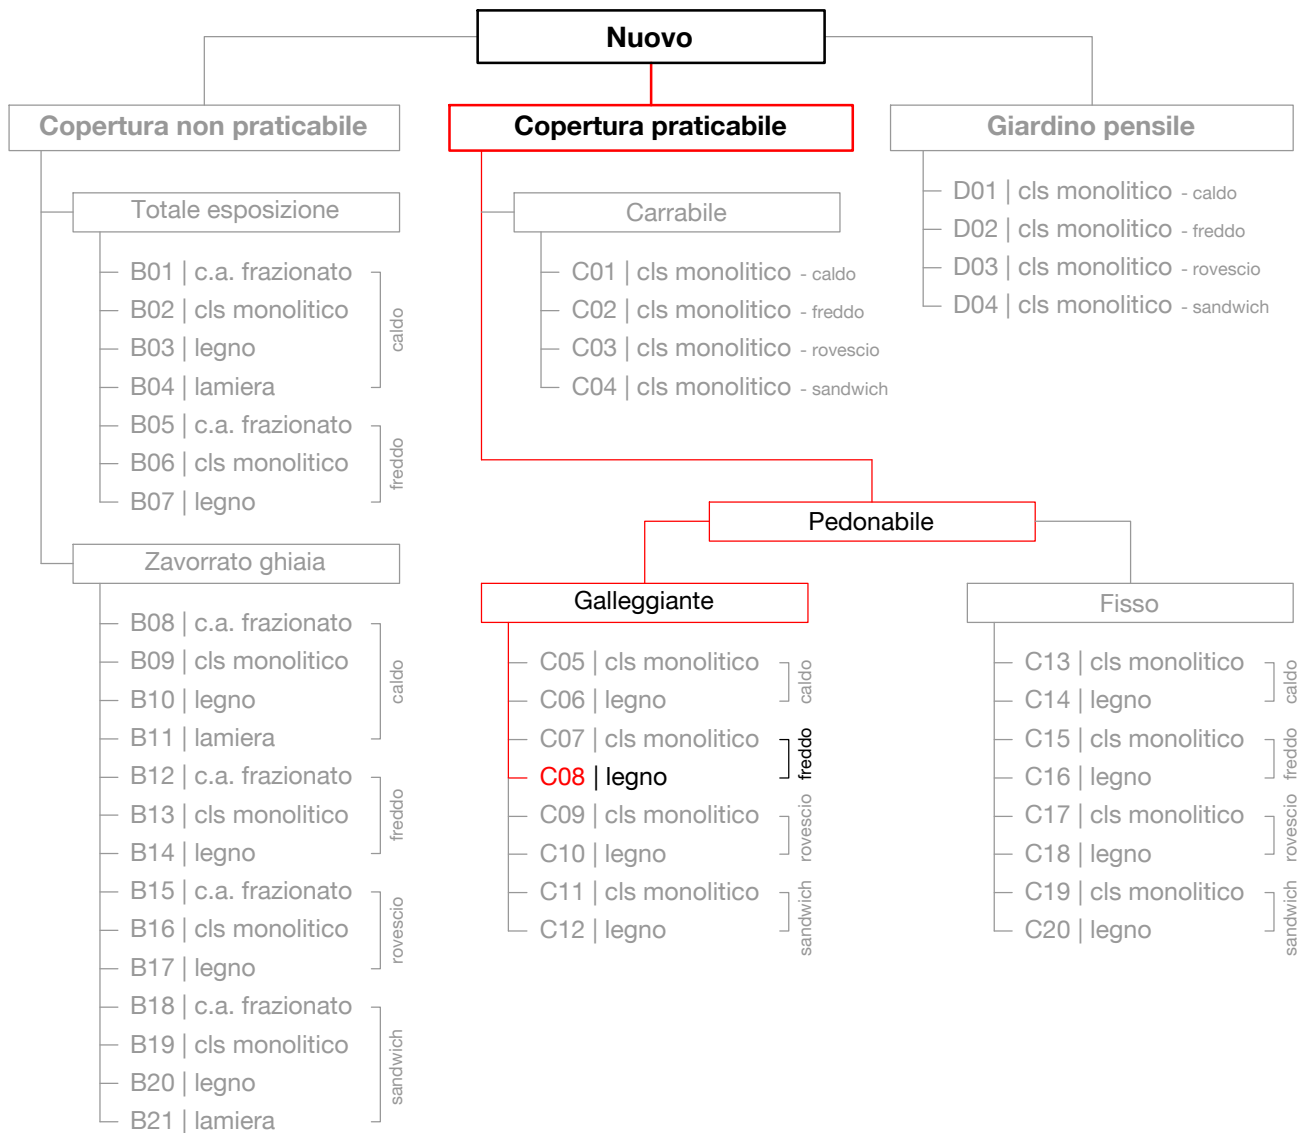 Nuovo
Copertura non praticabile
Totale esposizione
B01 | c.a. frazionato
B02 | cls monolitico
B03 | legno
B04 | lamiera
caldo
B05 | c.a. frazionato
B06 | cls monolitico
B07 | legno
freddo
Zavorrato ghiaia
B08 | c.a. frazionato
B09 | cls monolitico
B10 | legno
B11 | lamiera
caldo
B12 | c.a. frazionato
B13 | cls monolitico
B14 | legno
freddo
B15 | c.a. frazionato
B16 | cls monolitico
B17 | legno
rovescio
B18 | c.a. frazionato
B19 | cls monolitico
B20 | legno
B21 | lamiera
sandwich
Copertura praticabile
Carrabile
C01 | cls monolitico - caldo
C02 | cls monolitico - freddo
C03 | cls monolitico - rovescio
C04 | cls monolitico - sandwich
Pedonabile
Galleggiante
C05 | cls monolitico
C06 | legno
caldo
C07 | cls monolitico
C08 | legno
freddo
C09 | cls monolitico
C10 | legno
rovescio
C11 | cls monolitico
C12 | legno
sandwich
Fisso
C13 | cls monolitico
C14 | legno
caldo
C15 | cls monolitico
C16 | legno
freddo
C17 | cls monolitico
C18 | legno
rovescio
C19 | cls monolitico
C20 | legno
sandwich
Giardino pensile
D01 | cls monolitico - caldo
D02 | cls monolitico - freddo
D03 | cls monolitico - rovescio
D04 | cls monolitico - sandwich